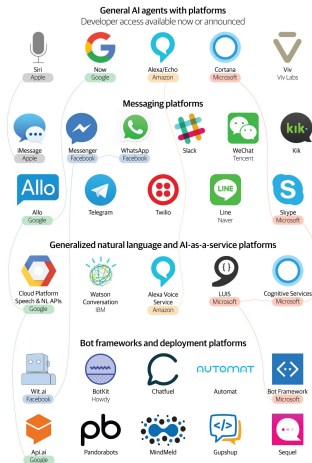 General AI agents with platforms
Developer access available now or announced
Siri
Apple
Now
Google
Alexa/Echo
Amazon
Cortana
Microsoft
Viv
Viv Labs
Messaging platforms
iMessage
Apple
Messenger
Facebook
WhatsApp
Facebook
Slack
WeChat
Tencent
kik
Kik
Allo
Allo
Google
Telegram
Twilio
LINE
Line
Naver
Skype
Microsoft
Generalized natural language and AI-as-a-service platforms
Cloud Platform
Speech & NL APIs
Google
Watson
Conversation
IBM
Alexa Voice
Service
Amazon
LUIS
Microsoft
Cognitive Services
Microsoft
Bot frameworks and deployment platforms
Wit.ai
Facebook
BotKit
Howdy
Chatfuel
AUTOMAT
Automat
Bot Framework
Microsoft
Api.ai
Google
pb
Pandorabots
MindMeld
Gupshup
Sequel